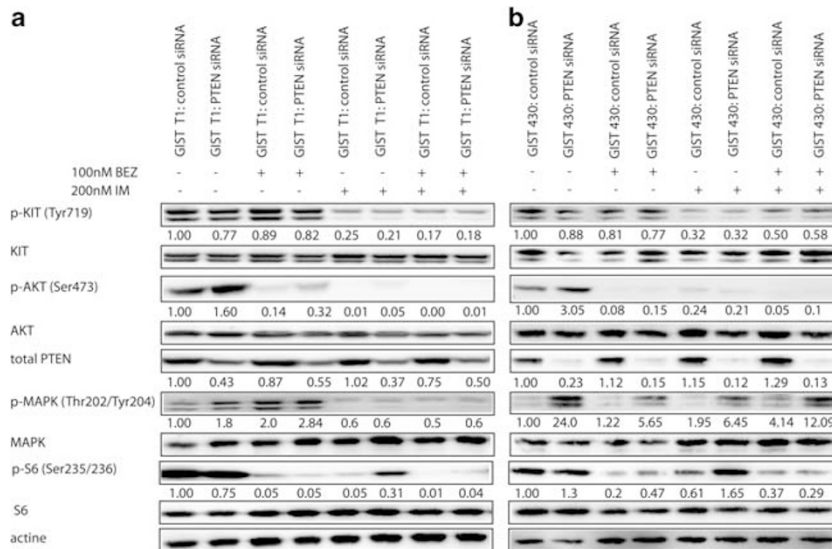 a
b
GIST T1: control siRNA
GIST T1: PTEN siRNA
GIST T1: control siRNA
GIST T1: PTEN siRNA
GIST T1: control siRNA
GIST T1: PTEN siRNA
GIST T1: control siRNA
GIST T1: PTEN siRNA
GIST 430: control siRNA
GIST 430: PTEN siRNA
GIST 430: control siRNA
GIST 430: PTEN siRNA
GIST 430: control siRNA
GIST 430: PTEN siRNA
GIST 430: control siRNA
GIST 430: PTEN siRNA
100nM BEZ - - + + - - + + - - + + - - + +
200nM IM - - - - + + + + - - - - + + + +
p-KIT (Tyr719)
1.00 0.77 0.89 0.82 0.25 0.21 0.17 0.18 1.00 0.88 0.81 0.77 0.32 0.32 0.50 0.58
KIT
p-AKT (Ser473)
1.00 1.60 0.14 0.32 0.01 0.05 0.00 0.01 1.00 3.05 0.08 0.15 0.24 0.21 0.05 0.1
AKT
total PTEN
1.00 0.43 0.87 0.55 1.02 0.37 0.75 0.50 1.00 0.23 1.12 0.15 1.15 0.12 1.29 0.13
p-MAPK (Thr202/Tyr204)
1.00 1.8 2.0 2.84 0.6 0.6 0.5 0.6 1.00 24.0 1.22 5.65 1.95 6.45 4.14 12.09
MAPK
p-S6 (Ser235/236)
1.00 0.75 0.05 0.05 0.05 0.31 0.01 0.04 1.00 1.3 0.2 0.47 0.61 1.65 0.37 0.29
S6
actine